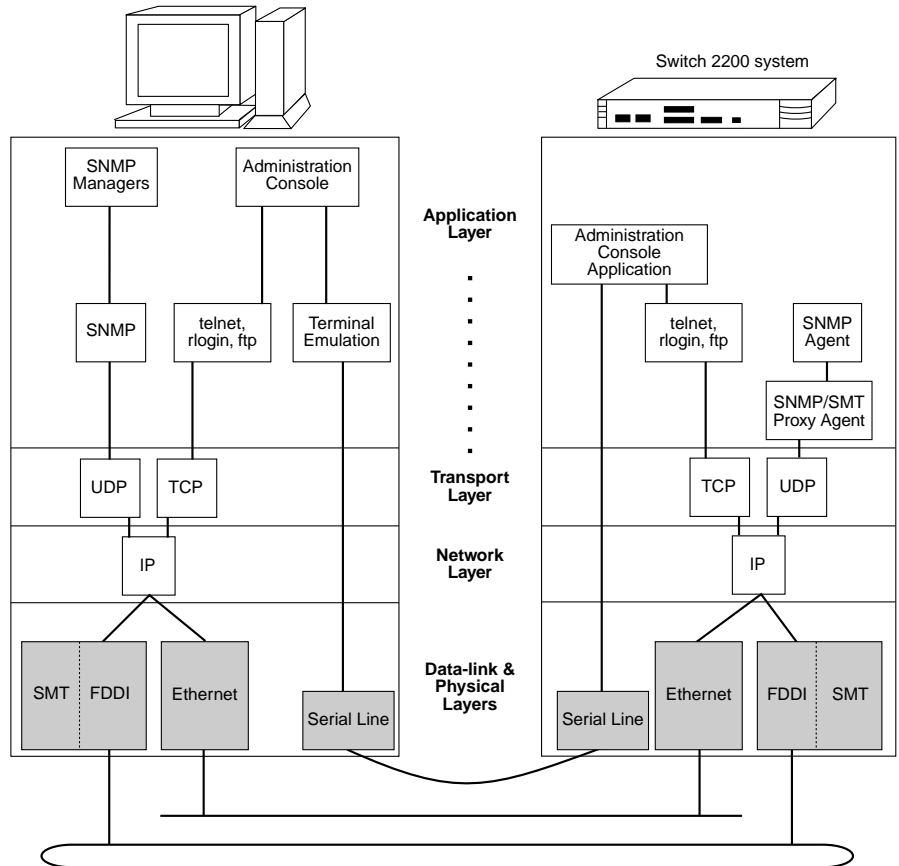 Switch 2200 system
SNMP
Managers
Administration
Console
SNMP
telnet,
rlogin, ftp
Terminal
Emulation
UDP
TCP
IP
SMT
FDDI
Ethernet
Serial Line
Application
Layer
Transport
Layer
Network
Layer
Data-link &
Physical
Layers
Administration
Console
Application
telnet,
rlogin, ftp
SNMP
Agent
SNMP/SMT
Proxy Agent
TCP
UDP
IP
Serial Line
Ethernet
FDDI
SMT